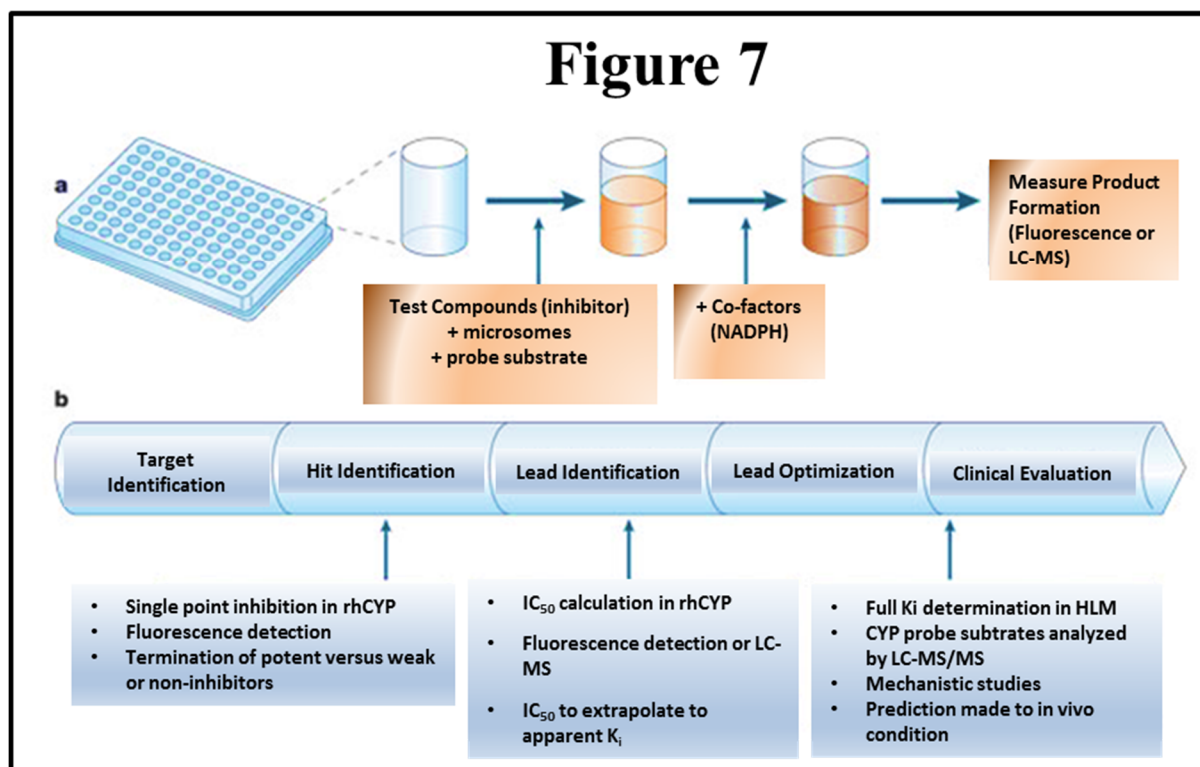 Figure 7
a
Measure Product
Formation
(Fluorescence or
LC-MS)
Test Compounds (inhibitor)
+ microsomes
+ probe substrate
+ Co-factors
(NADPH)
b
Target
Identification
Hit Identification
Lead Identification
Lead Optimization
Clinical Evaluation
• Single point inhibition in rhCYP
• Fluorescence detection
• Termination of potent versus weak
or non-inhibitors
• IC50 calculation in rhCYP
• Fluorescence detection or LC-
MS
• IC50 to extrapolate to
apparent Ki
• Full Ki determination in HLM
• CYP probe subtrates analyzed
by LC-MS/MS
• Mechanistic studies
• Prediction made to in vivo
condition